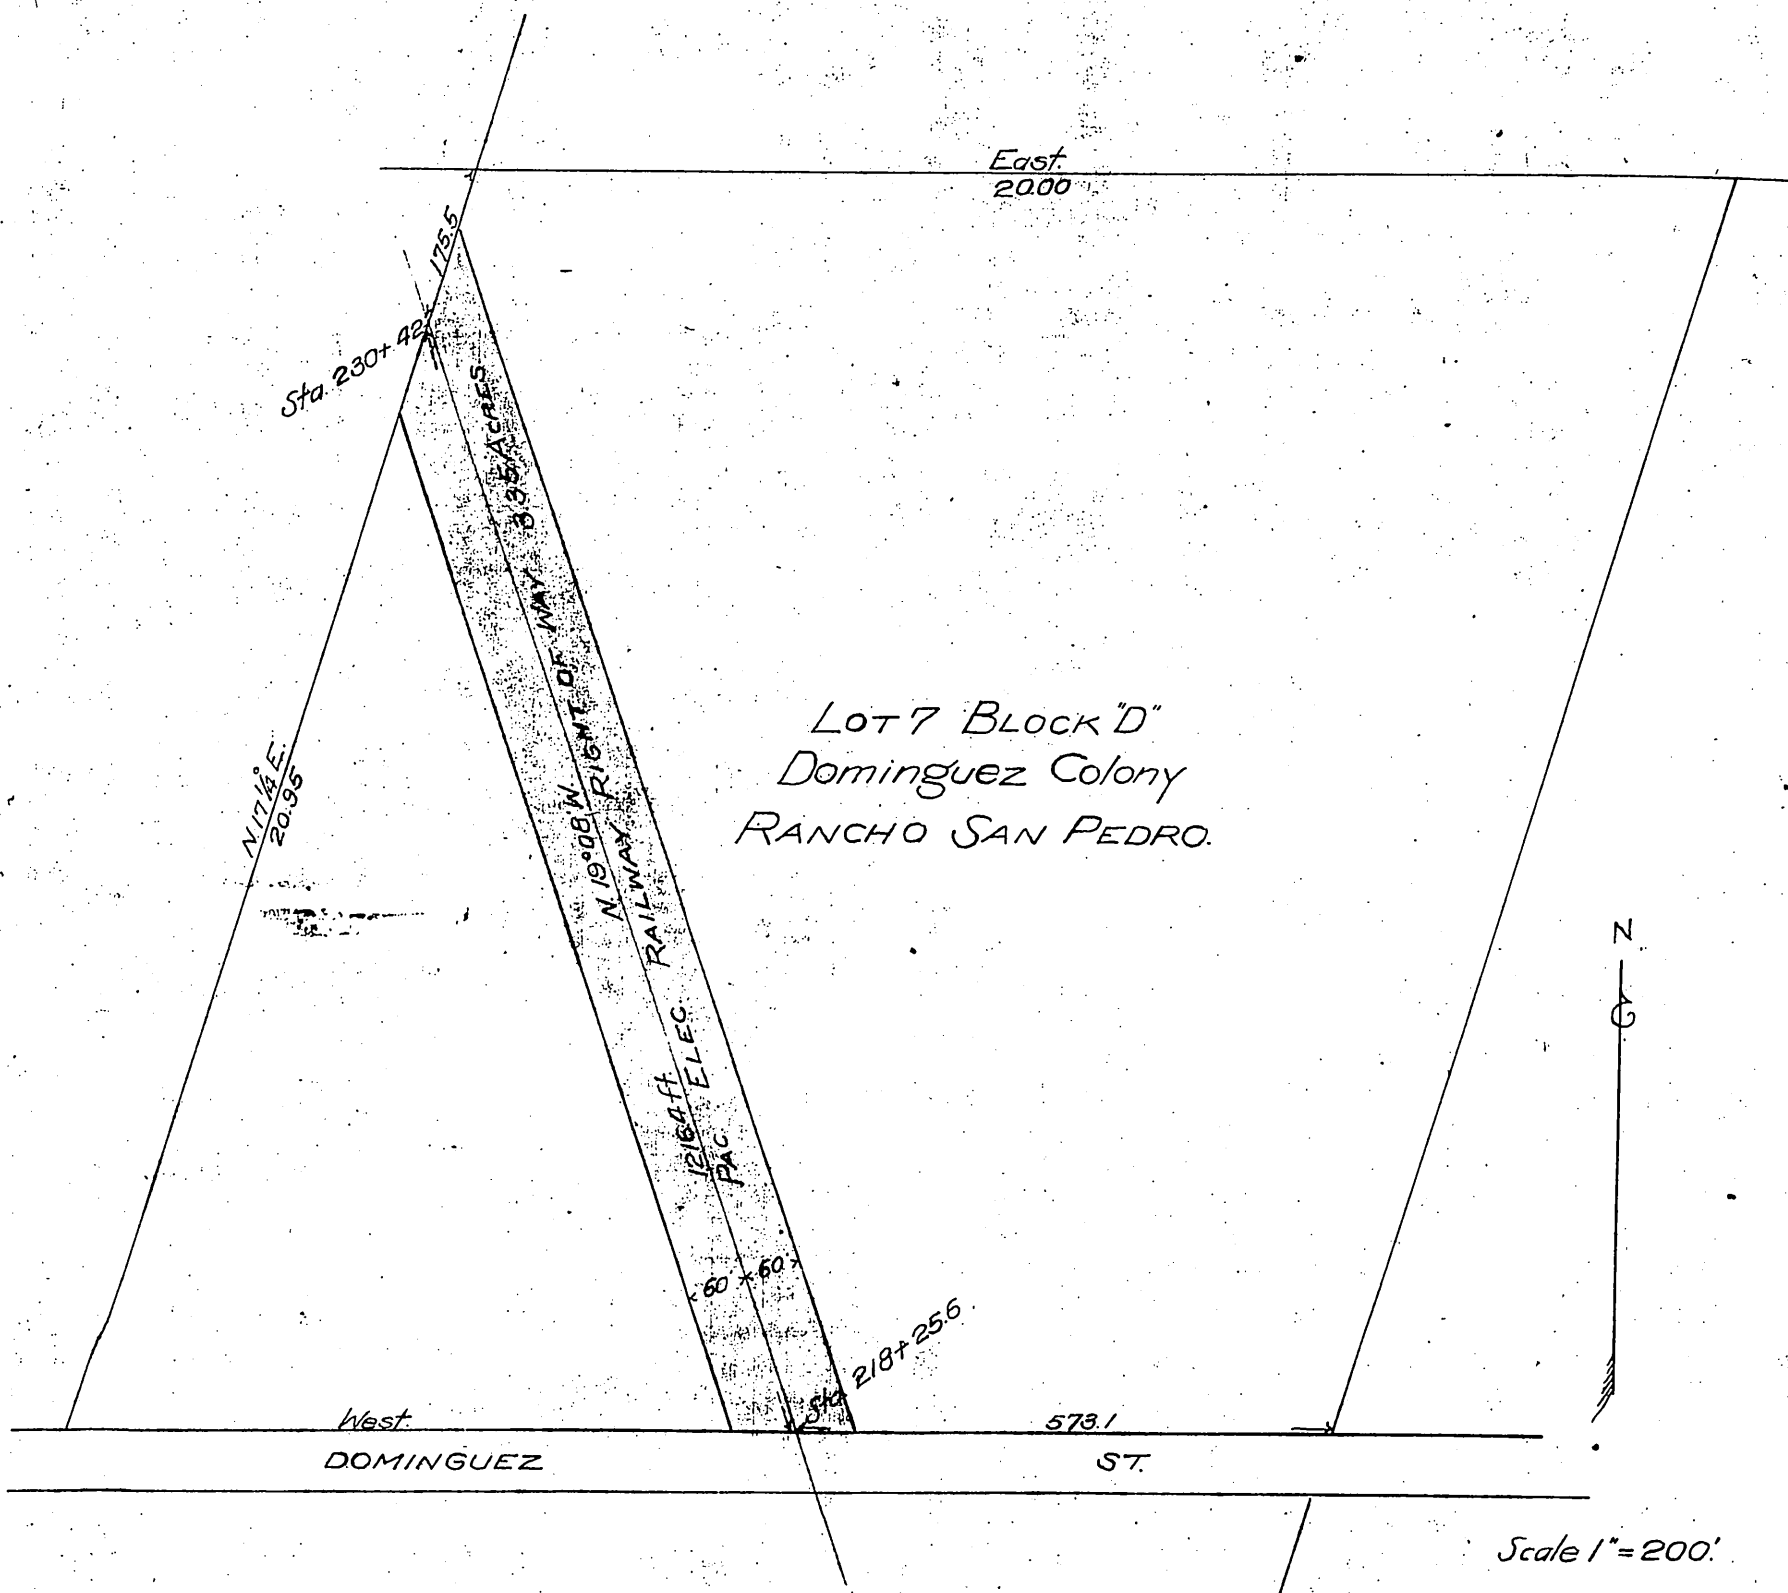 East.
20.00
175.5
Sta. 230+42
N. 17¼° E.
20.95
3.35 ACRES
PAC. ELEC. RAILWAY RIGHT OF WAY
N. 19°08' W.
1216.4 ft.
LOT 7 BLOCK "D"
Dominguez Colony
RANCHO SAN PEDRO.
N.
60' 60'
Sta. 218+25.6
West.
573.1
DOMINGUEZ ST.
Scale 1"=200'